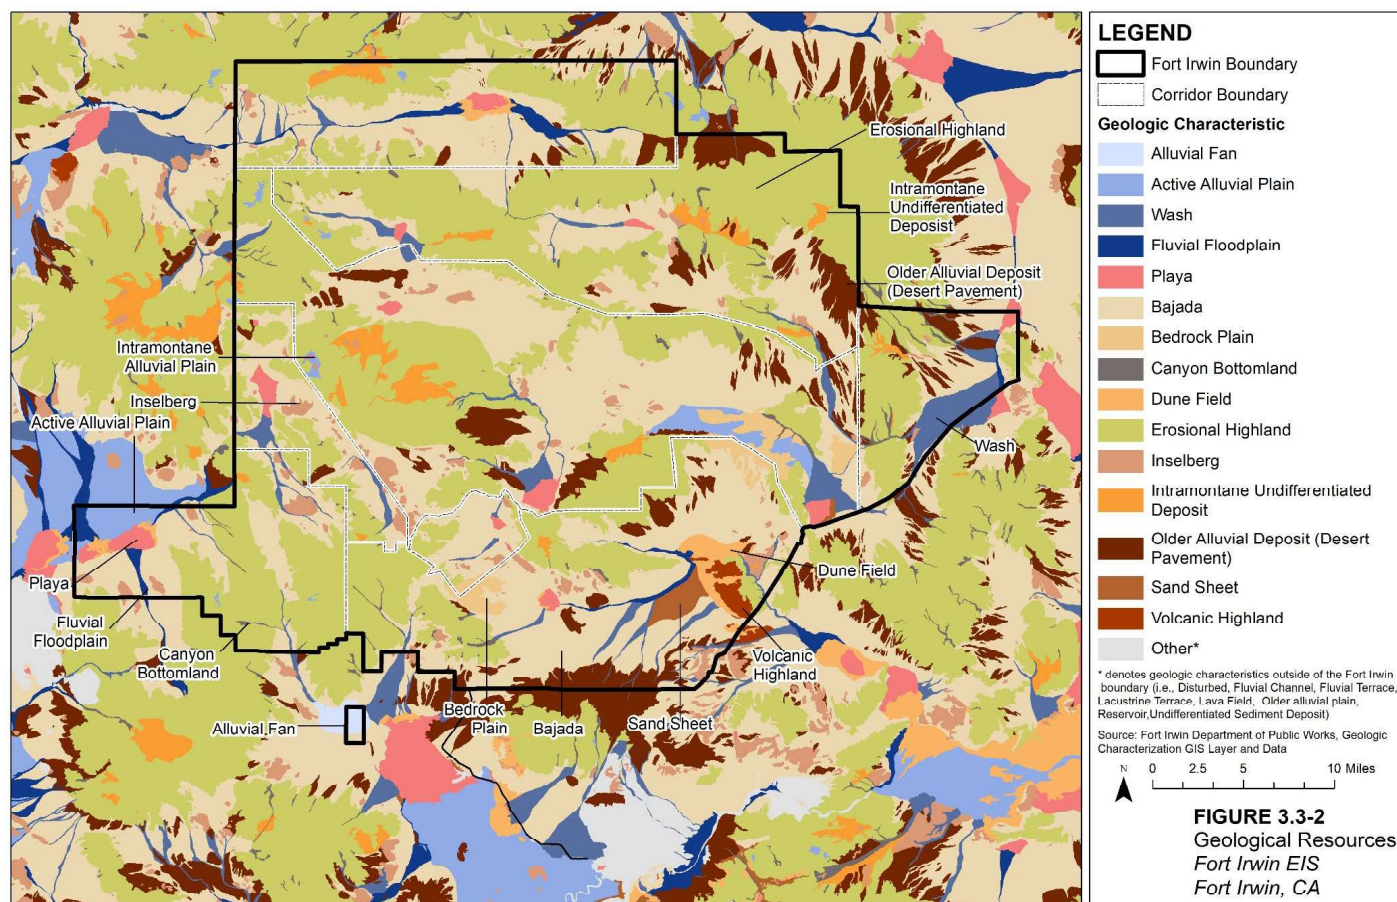 Erosional Highland
Intramontane
Undifferentiated
Deposist
Older Alluvial Deposit
(Desert Pavement)
Intramontane
Alluvial Plain
Inselberg
Active Alluvial Plain
Wash
Dune Field
Playa
Fluvial
Floodplain
Canyon
Bottomland
Volcanic
Highland
Alluvial Fan
Bedrock
Plain
Bajada
Sand Sheet
LEGEND
Fort Irwin Boundary
Corridor Boundary
Geologic Characteristic
Alluvial Fan
Active Alluvial Plain
Wash
Fluvial Floodplain
Playa
Bajada
Bedrock Plain
Canyon Bottomland
Dune Field
Erosional Highland
Inselberg
Intramontane Undifferentiated
Deposit
Older Alluvial Deposit (Desert
Pavement)
Sand Sheet
Volcanic Highland
Other*
* denotes geologic characteristics outside of the Fort Irwin
boundary (i.e., Disturbed, Fluvial Channel, Fluvial Terrace,
Lacustrine Terrace, Lava Field, Older alluvial plain,
Reservoir,Undifferentiated Sediment Deposit)
Source: Fort Irwin Department of Public Works, Geologic
Characterization GIS Layer and Data
N
0 2.5 5 10 Miles
FIGURE 3.3-2
Geological Resources
Fort Irwin EIS
Fort Irwin, CA